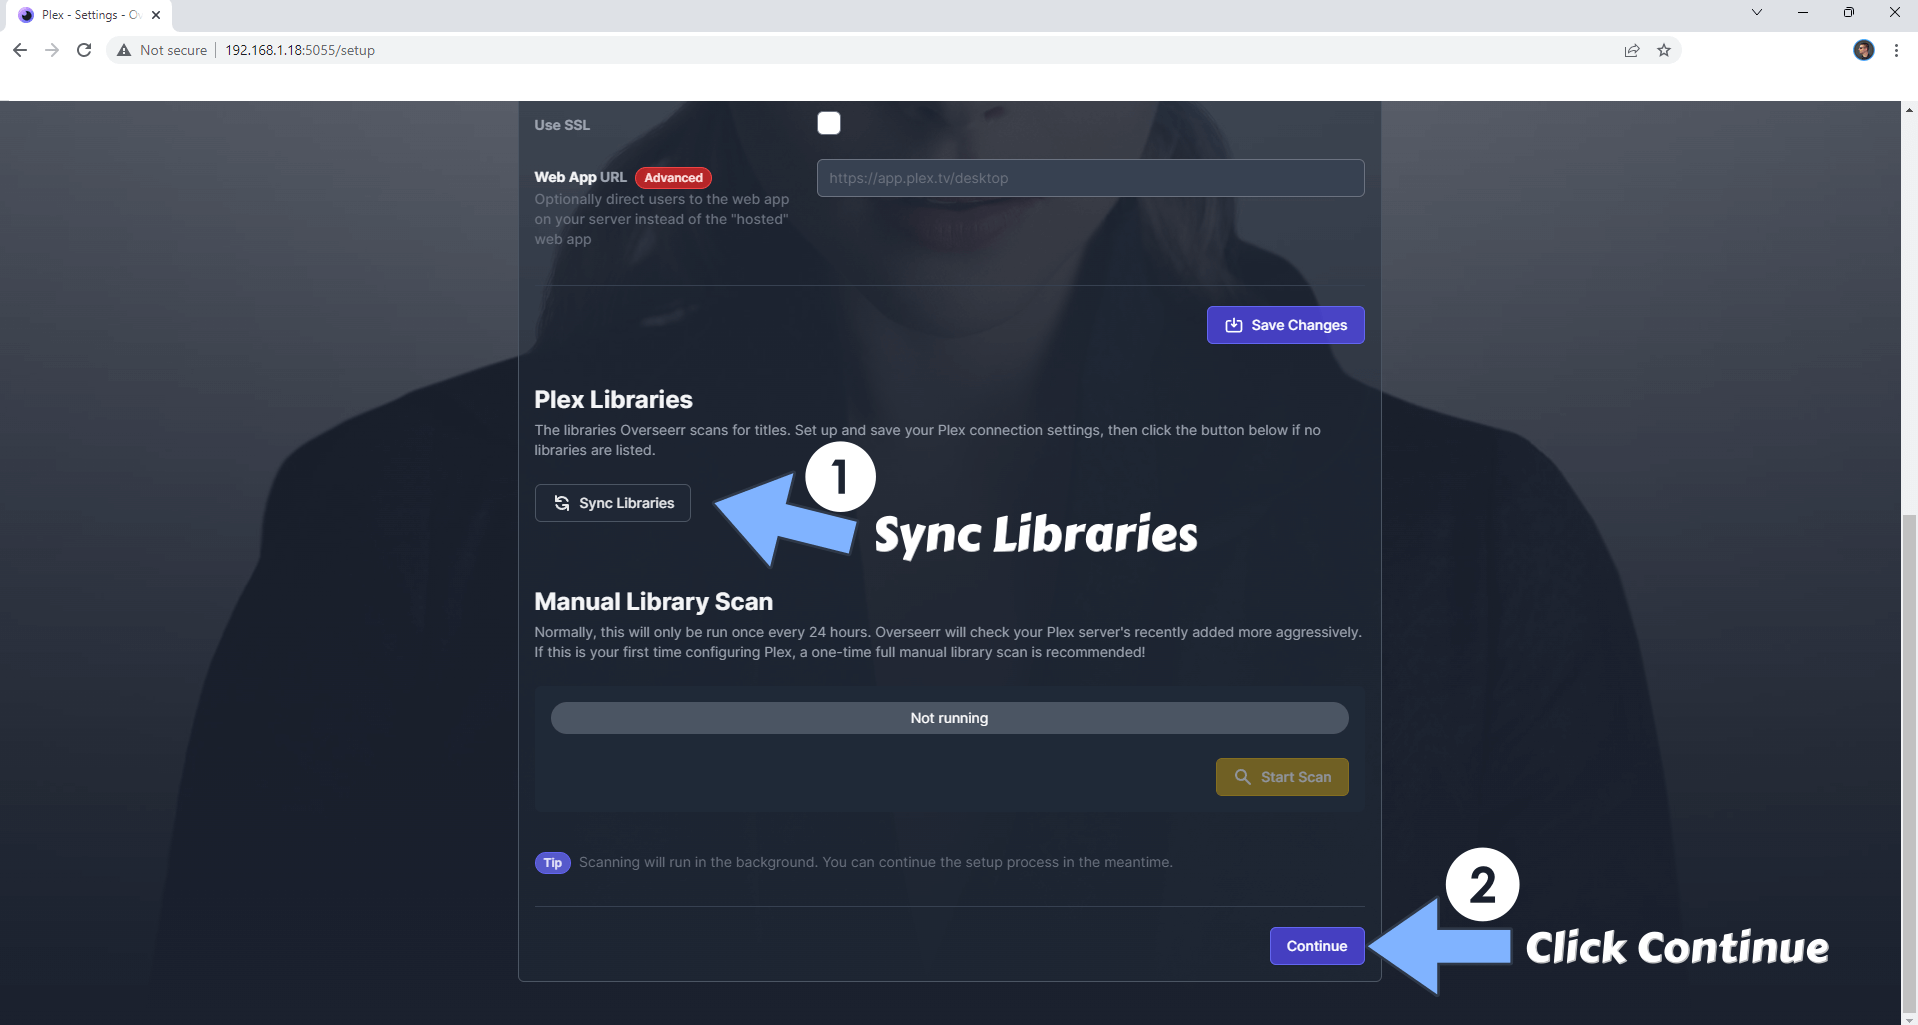 Plex - Settings - Ov
Not secure
192.168.1.18:5055/setup
Use SSL
Web App URL Advanced
https://app.plex.tv/desktop
Optionally direct users to the web app
on your server instead of the "hosted"
web app
Save Changes
Plex Libraries
The libraries Overseerr scans for titles. Set up and save your Plex connection settings, then click the button below if no
libraries are listed.
1
Sync Libraries
Sync Libraries
Manual Library Scan
Normally, this will only be run once every 24 hours. Overseerr will check your Plex server's recently added more aggressively.
If this is your first time configuring Plex, a one-time full manual library scan is recommended!
Not running
Start Scan
Tip Scanning will run in the background. You can continue the setup process in the meantime.
2
Continue
Click Continue